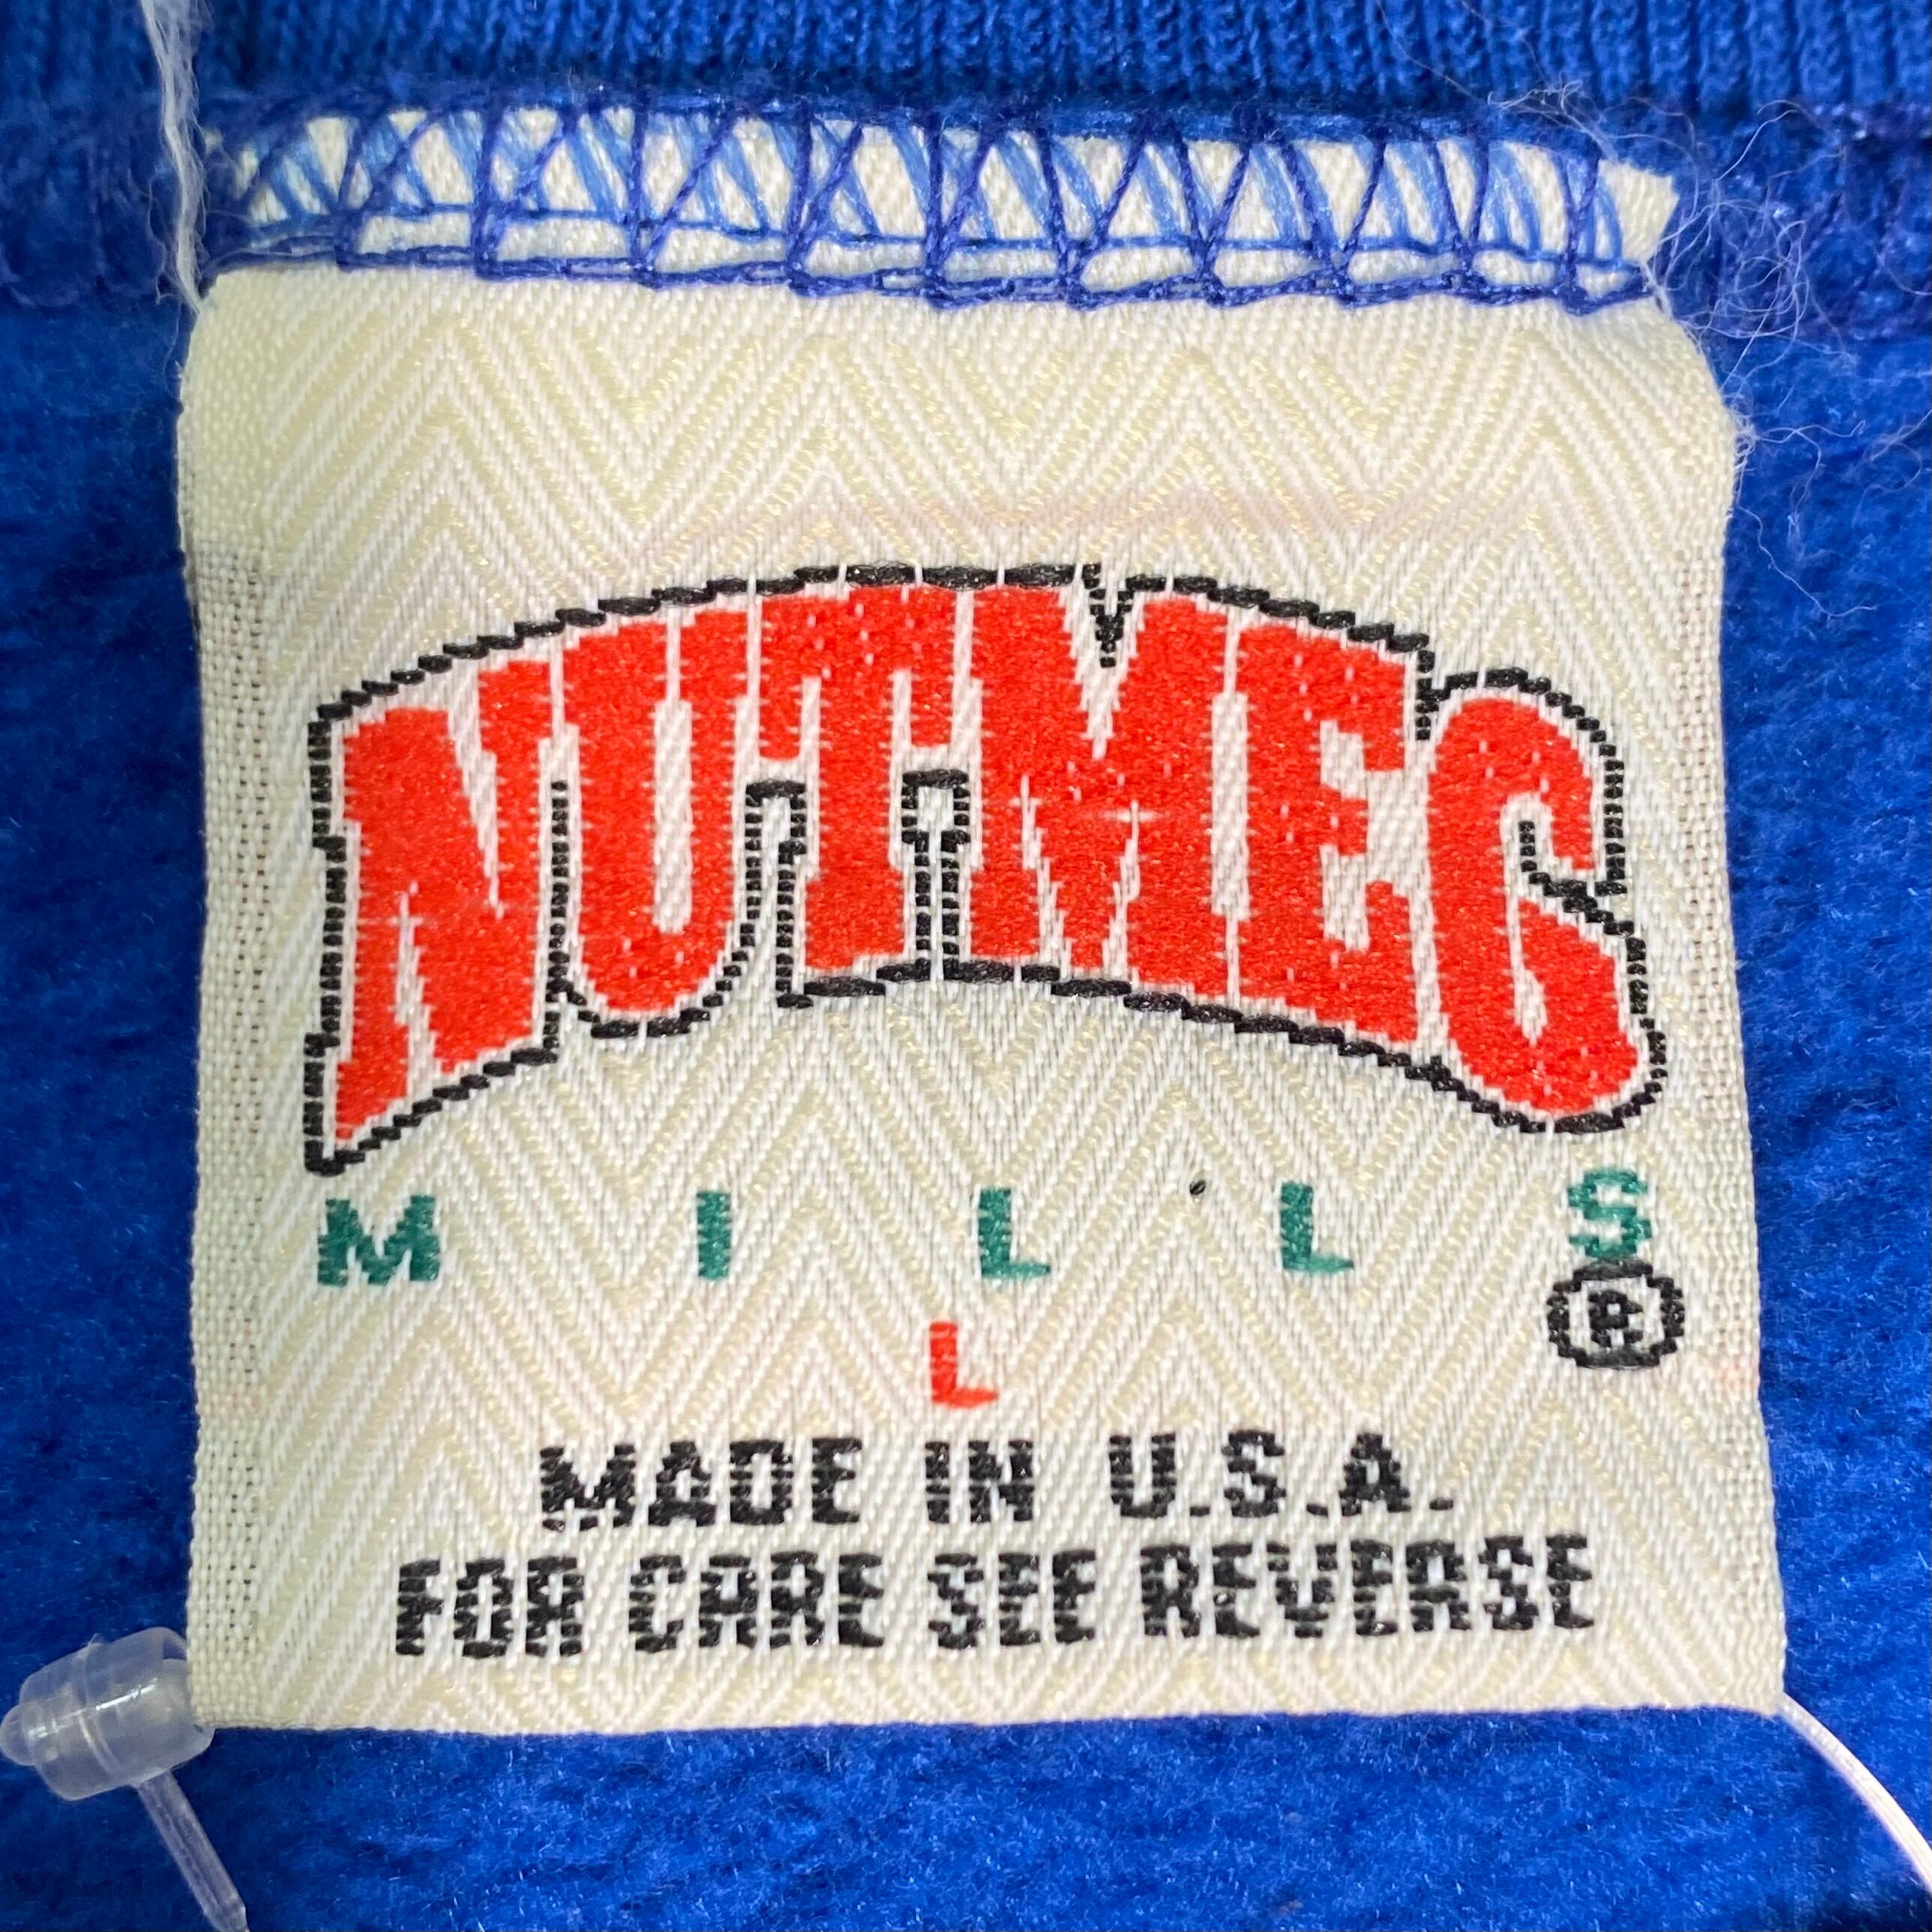 NUTMEG
MILLS
®
L
MADE IN U.S.A.
FOR CARE SEE REVERSE